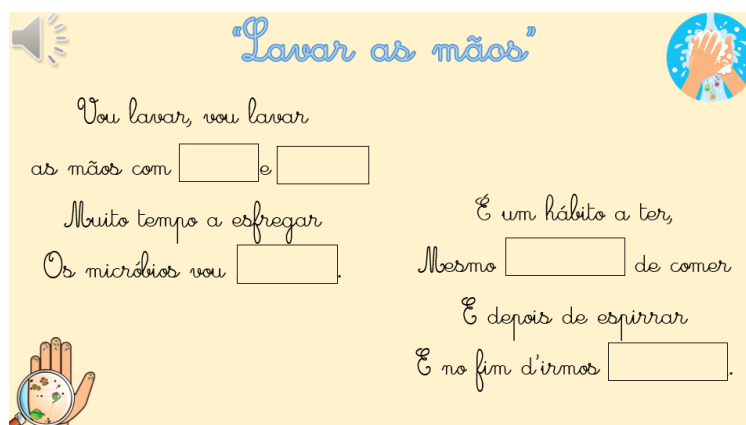 “Lavar as mãos”
Vou lavar, vou lavar
as mãos com e
Muito tempo a esfregar
Os micróbios vou .
É um hábito a ter,
Mesmo de comer
E depois de espirrar
E no fim d'irmos .